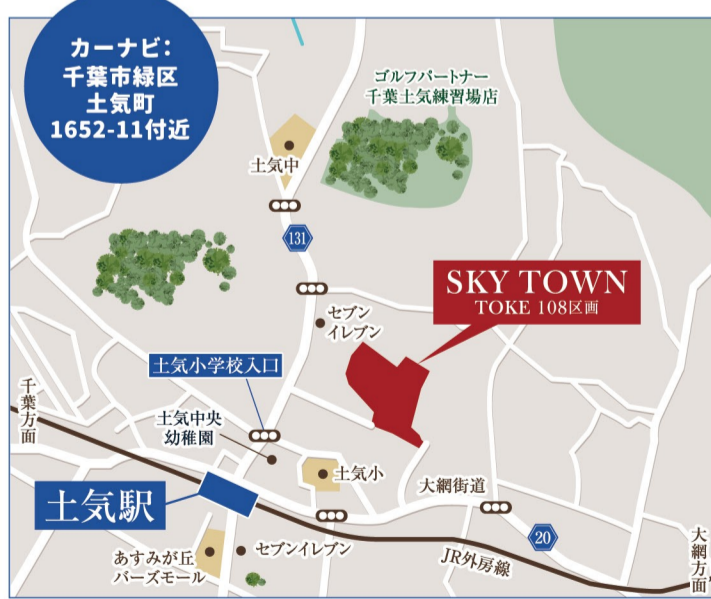 カーナビ：
千葉市緑区
土気町
1652-11付近
ゴルフパートナー
千葉土気練習場店
土気中
131
SKY TOWN
TOKE 108区画
セブン
イレブン
土気小学校入口
千葉方面
土気中央
幼稚園
土気小
大網街道
土気駅
20
あすみが丘
バーズモール
セブンイレブン
JR外房線
大網方面